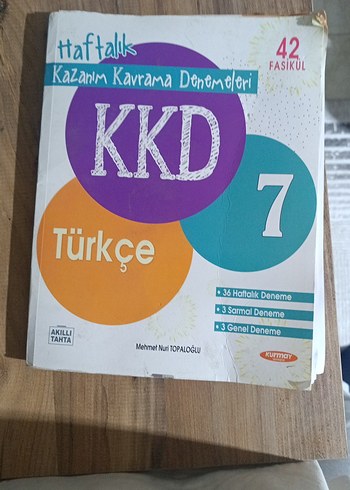 Haftalık
Kazanım Kavrama Denemeleri
42
FASİKÜL
KKD
7
Türkçe
• 36 Haftalık Deneme
• 3 Sarmal Deneme
• 3 Genel Deneme
AKILLI
TAHTA
Mehmet Nuri TOPALOĞLU
KURMAY